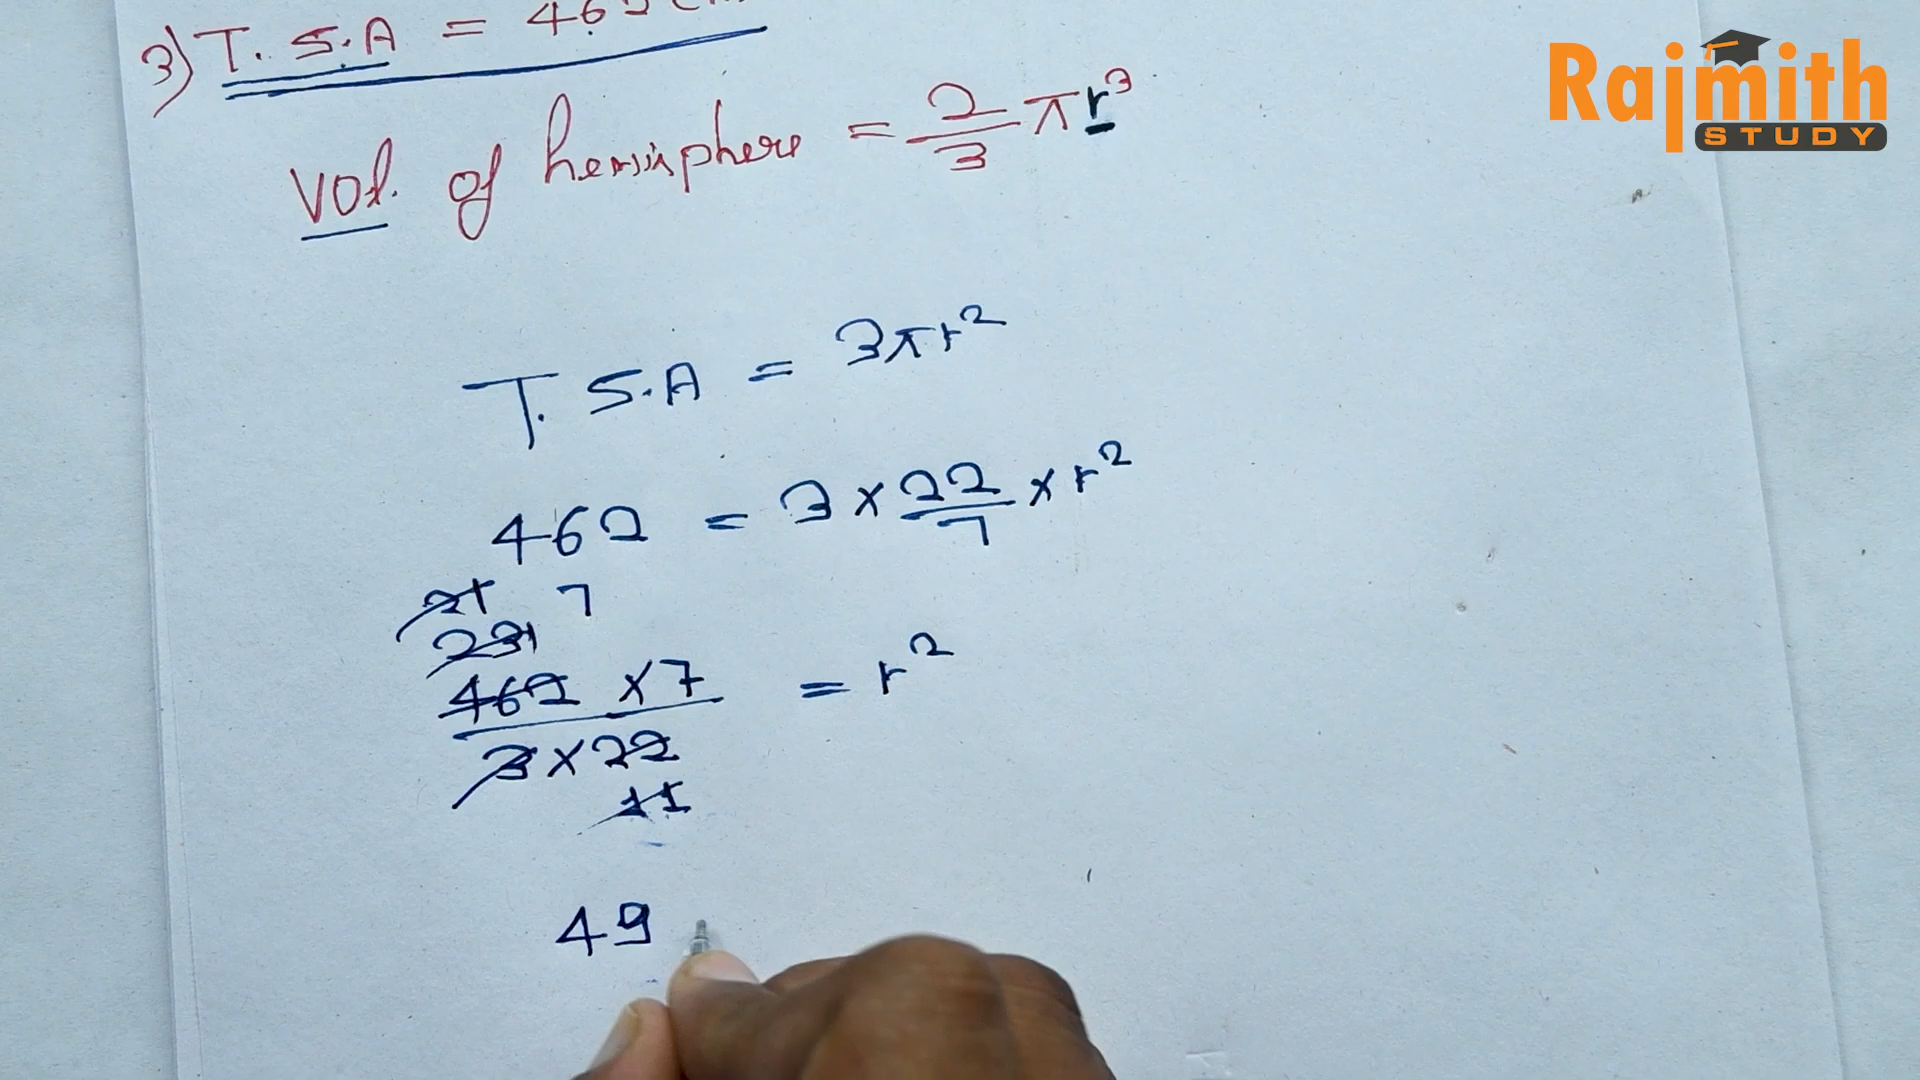 3) T.S.A = 462 cm
Rajmith
STUDY
Vol. of hemisphere = 2/3 πr³
T.S.A = 3πr²
462 = 3 × 22/7 × r²
21 7
231
462 × 7 = r²
3 × 22
11
49